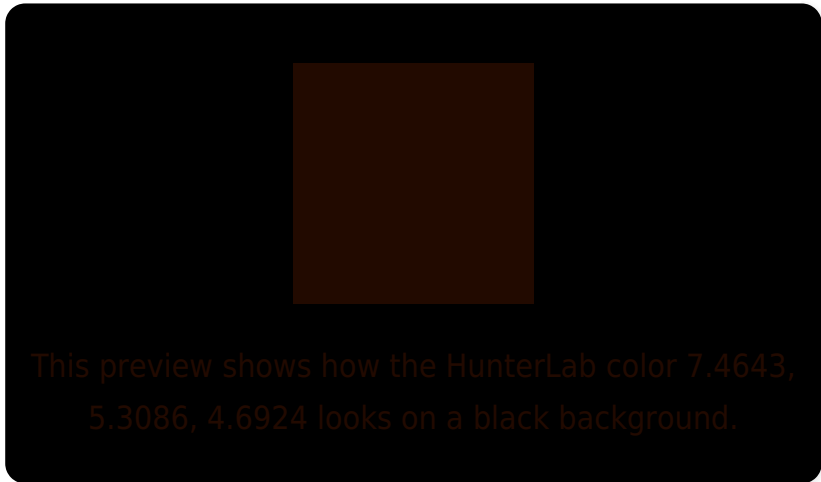 This preview shows how the HunterLab color 7.4643,
5.3086, 4.6924 looks on a black background.